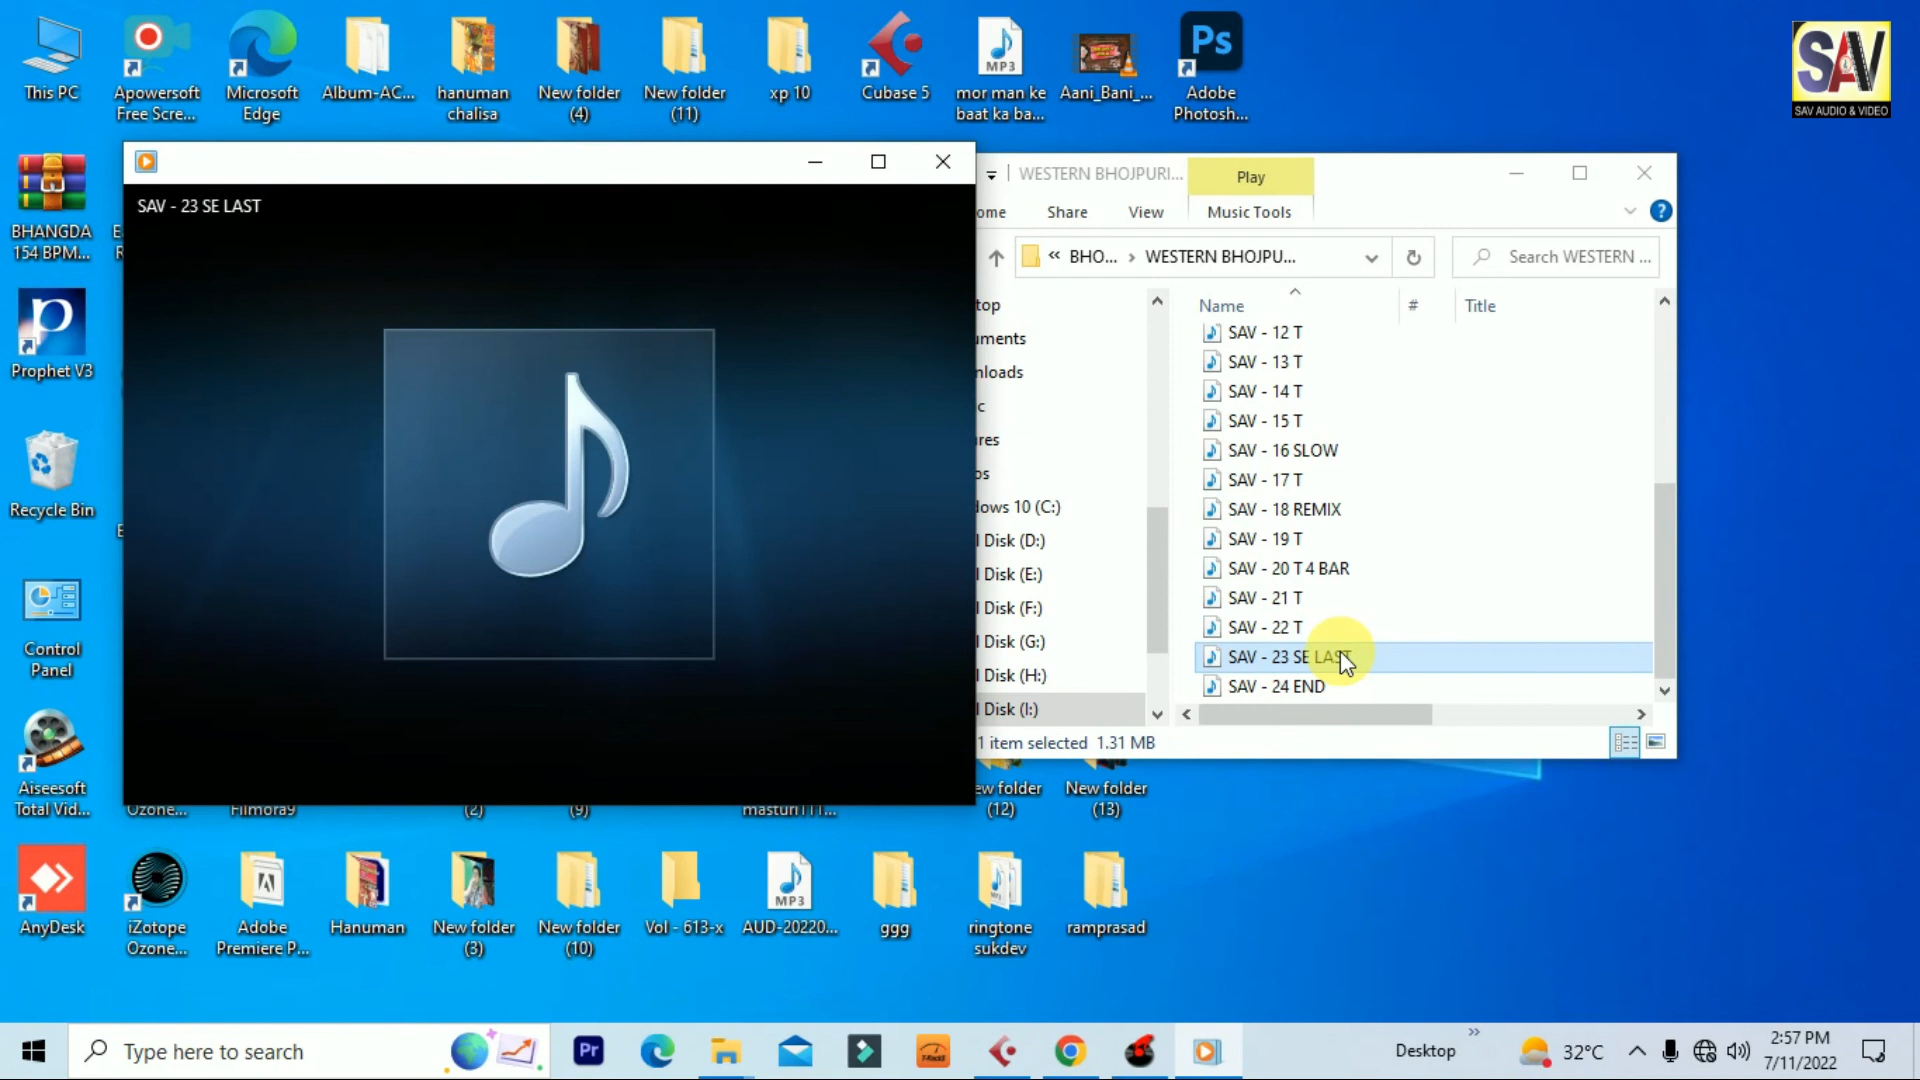 This PC
Apowersoft
Free Scre...
Microsoft
Edge
Album-AC...
hanuman
chalisa
New folder
(4)
New folder
(11)
xp 10
Cubase 5
MP3
mor man ke
baat ka ba...
Aani_Bani_...
Ps
Adobe
Photosh...
SAV
SAV AUDIO & VIDEO
BHANGDA
154 BPM...
Prophet V3
Recycle Bin
Control
Panel
Aiseesoft
Total Vid...
AnyDesk
SAV - 23 SE LAST
WESTERN BHOJPURI...
Play
ome
Share
View
Music Tools
« BHO... › WESTERN BHOJPU...
Search WESTERN ...
top
uments
nloads
c
res
os
dows 10 (C:)
l Disk (D:)
l Disk (E:)
l Disk (F:)
l Disk (G:)
l Disk (H:)
l Disk (I:)
Name
#
Title
SAV - 12 T
SAV - 13 T
SAV - 14 T
SAV - 15 T
SAV - 16 SLOW
SAV - 17 T
SAV - 18 REMIX
SAV - 19 T
SAV - 20 T 4 BAR
SAV - 21 T
SAV - 22 T
SAV - 23 SE LAST
SAV - 24 END
1 item selected 1.31 MB
Ozone...
Filmora9
(2)
(9)
masturi111...
ew folder
(12)
New folder
(13)
iZotope
Ozone...
Adobe
Premiere P...
Hanuman
New folder
(3)
New folder
(10)
Vol - 613-x
MP3
AUD-20220...
ggg
ringtone
sukdev
ramprasad
Type here to search
Pr
Desktop
32°C
2:57 PM
7/11/2022